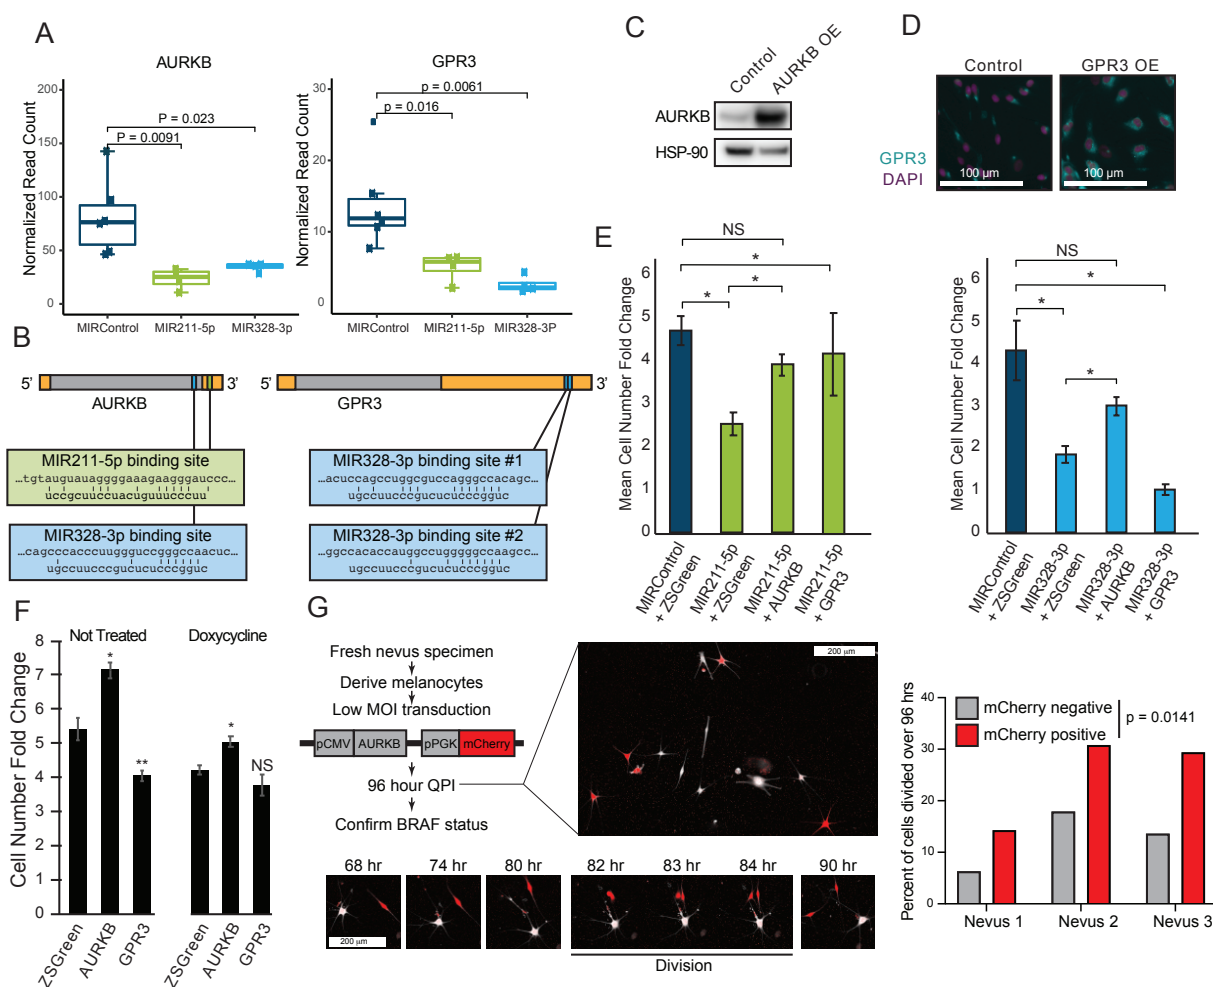 A
AURKB
Normalized Read Count
200
150
100
50
0
P = 0.023
P = 0.0091
MIRControl
MIR211-5p
MIR328-3p
GPR3
Normalized Read Count
30
20
10
0
p = 0.0061
p = 0.016
MIRControl
MIR211-5p
MIR328-3P
B
5'
3'
AURKB
5'
3'
GPR3
MIR211-5p binding site
...tgtauguauaggggaaagaagggauccc...
uccgcuuccuacuguuucccuu
MIR328-3p binding site
...cagcccacccuuggguccgggccaacuc...
ugccuucccgucucucccgguc
MIR328-3p binding site #1
...acuccagccuggcguccagggccacagc...
ugccuucccgucucucccgguc
MIR328-3p binding site #2
...ggccacaccauggccugggggccaagcc...
ugccuucccgucucucccgguc
C
Control
AURKB OE
AURKB
HSP-90
D
Control
GPR3 OE
GPR3
DAPI
100 µm
100 µm
E
Mean Cell Number Fold Change
6
5
4
3
2
1
0
NS
*
*
*
MIRControl + ZSGreen
MIR211-5p + ZSGreen
MIR211-5p + AURKB
MIR211-5p + GPR3
Mean Cell Number Fold Change
6
5
4
3
2
1
0
NS
*
*
*
MIRControl + ZSGreen
MIR328-3p + ZSGreen
MIR328-3p + AURKB
MIR328-3p + GPR3
F
Not Treated
Doxycycline
Cell Number Fold Change
8
7
6
5
4
3
2
1
0
*
**
*
NS
ZSGreen
AURKB
GPR3
ZSGreen
AURKB
GPR3
G
Fresh nevus specimen
Derive melanocytes
Low MOI transduction
pCMV AURKB pPGK mCherry
96 hour QPI
Confirm BRAF status
200 µm
68 hr
74 hr
80 hr
82 hr
83 hr
84 hr
90 hr
200 µm
Division
Percent of cells divided over 96 hrs
40
30
20
10
0
mCherry negative
mCherry positive
p = 0.0141
Nevus 1
Nevus 2
Nevus 3